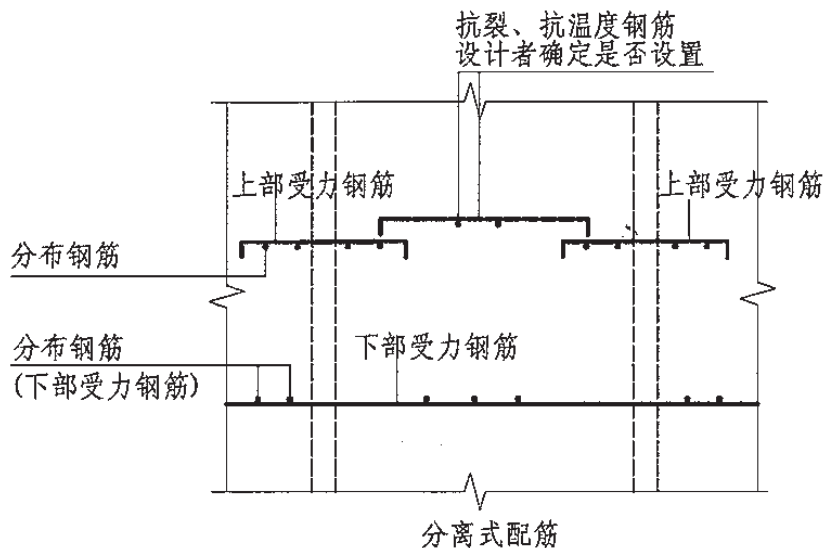 抗裂、抗温度钢筋
设计者确定是否设置
上部受力钢筋
上部受力钢筋
分布钢筋
分布钢筋
(下部受力钢筋)
下部受力钢筋
分离式配筋